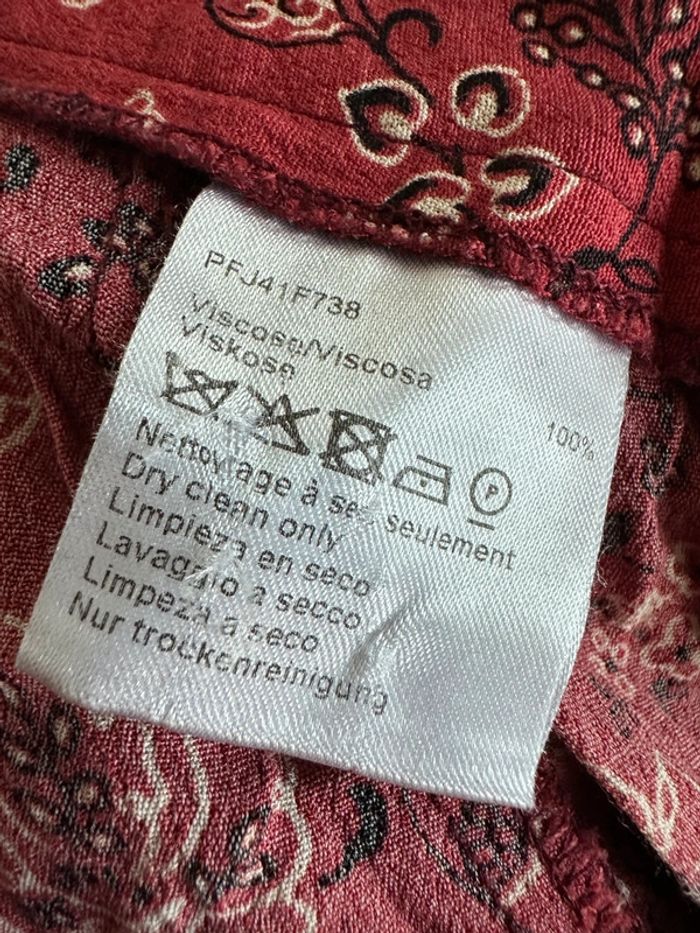 PFJ41F738
Viscose/Viscosa
Viskose
100%
P
Nettoyage à sec seulement
Dry clean only
Limpieza en seco
Lavaggio a secco
Limpeza a seco
Nur trockenreinigung